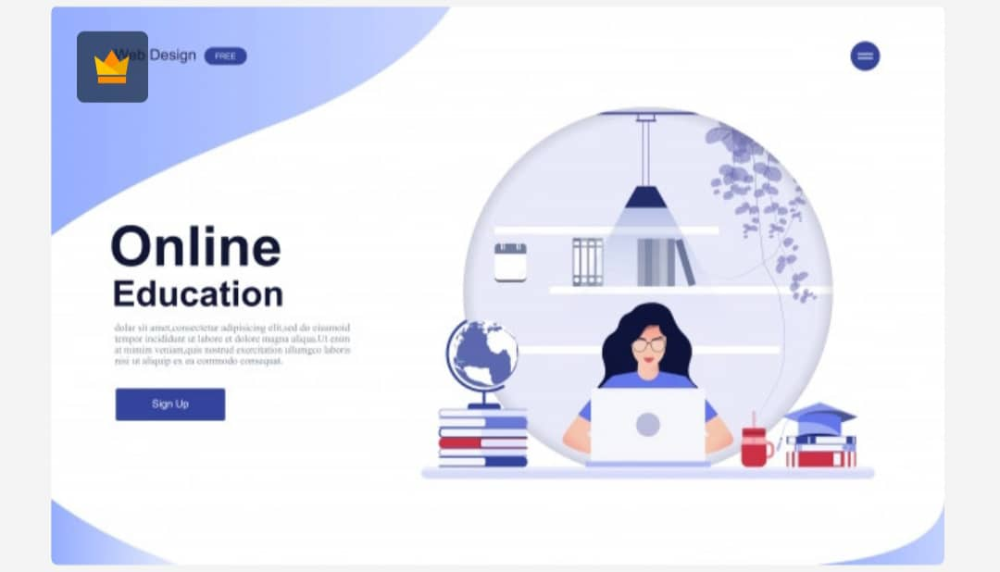 Web Design FREE
Online
Education
dolar sit amet,consectetur adipisicing elit,sed do eiusmod
tempor incididunt ut labore et dolore magna aliqua.Ut enim
at minim veniam,quis nostrud exercitation ullamgco laboris
nisi ut aliquip ex ea commodo consequat.
Sign Up